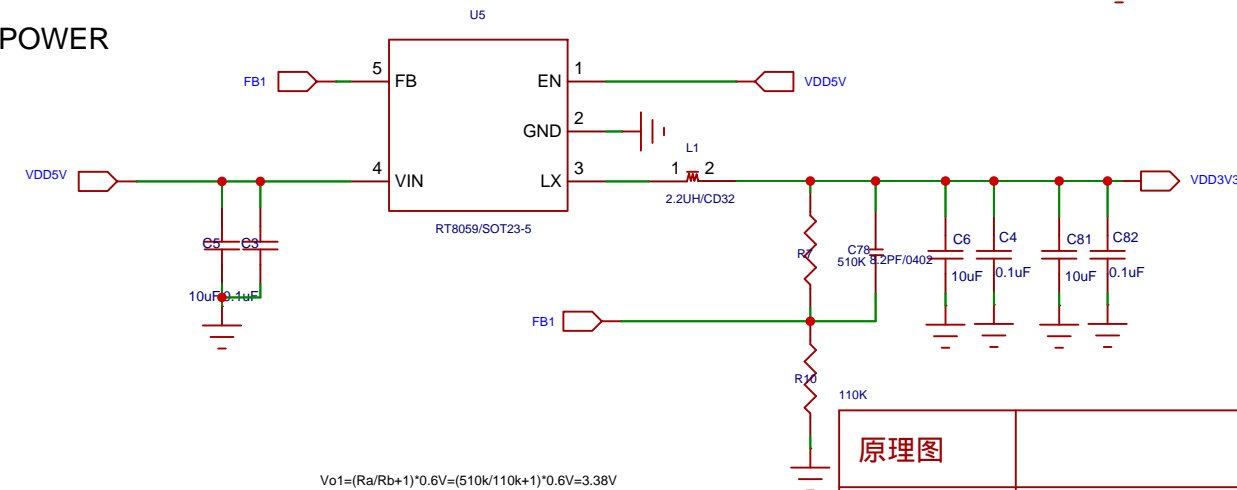 U5
POWER
5
FB
EN
1
FB1
VDD5V
GND
2
L1
VDD5V
4
VIN
LX
3
1
2
VDD3V3
2.2UH/CD32
RT8059/SOT23-5
C5
C3
R7
C78
510K
8.2PF/0402
C6
C4
C81
C82
10uF
0.1uF
10uF
0.1uF
10uF
0.1uF
FB1
R10
110K
原理图
Vo1=(Ra/Rb+1)*0.6V=(510k/110k+1)*0.6V=3.38V